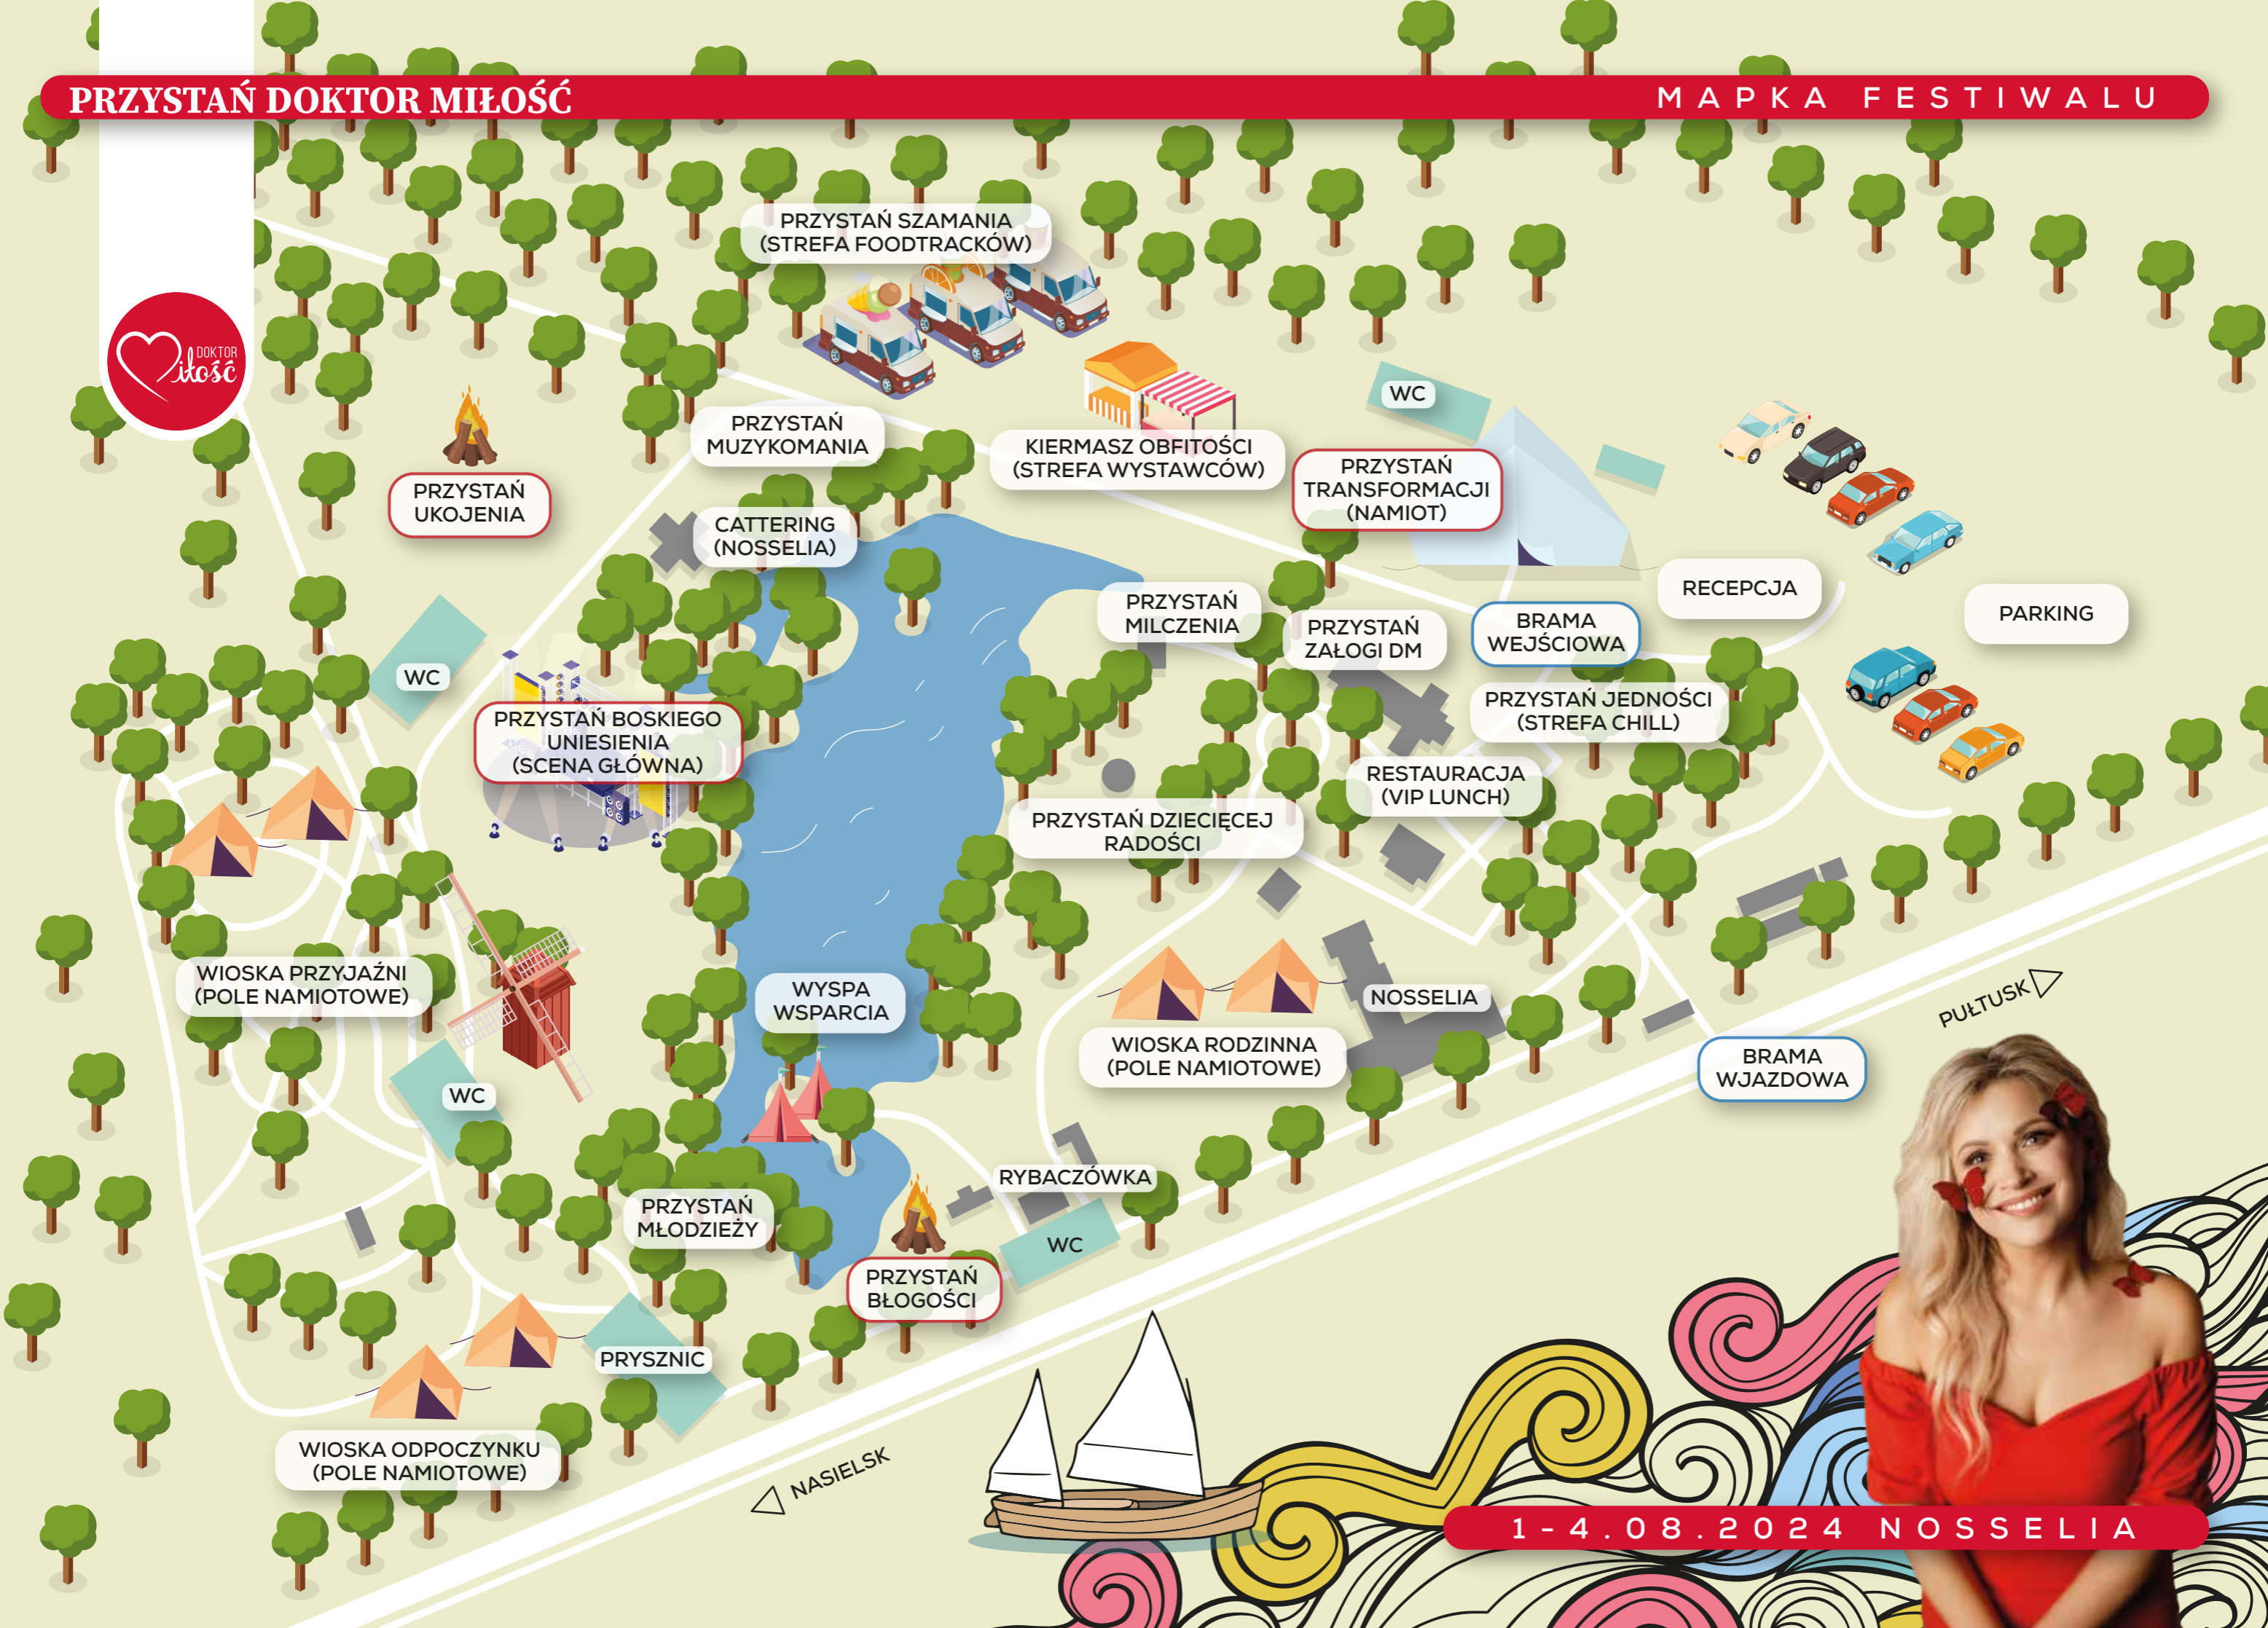 PRZYSTAŃ DOKTOR MIŁOŚĆ
MAPKA FESTIWALU
DOKTOR
Miłość
PRZYSTAŃ SZAMANIA
(STREFA FOODTRACKÓW)
WC
PRZYSTAŃ
MUZYKOMANIA
KIERMASZ OBFITOŚCI
(STREFA WYSTAWCÓW)
PRZYSTAŃ
TRANSFORMACJI
(NAMIOT)
PRZYSTAŃ
UKOJENIA
CATTERING
(NOSSELIA)
RECEPCJA
PARKING
PRZYSTAŃ
MILCZENIA
PRZYSTAŃ
ZAŁOGI DM
BRAMA
WEJŚCIOWA
WC
PRZYSTAŃ BOSKIEGO
UNIESIENIA
(SCENA GŁÓWNA)
PRZYSTAŃ JEDNOŚCI
(STREFA CHILL)
RESTAURACJA
(VIP LUNCH)
PRZYSTAŃ DZIECIĘCEJ
RADOŚCI
WIOSKA PRZYJAŹNI
(POLE NAMIOTOWE)
WYSPA
WSPARCIA
NOSSELIA
PUŁTUSK
WIOSKA RODZINNA
(POLE NAMIOTOWE)
BRAMA
WJAZDOWA
WC
RYBACZÓWKA
PRZYSTAŃ
MŁODZIEŻY
WC
PRZYSTAŃ
BŁOGOŚCI
PRYSZNIC
WIOSKA ODPOCZYNKU
(POLE NAMIOTOWE)
NASIELSK
1-4.08.2024 NOSSELIA